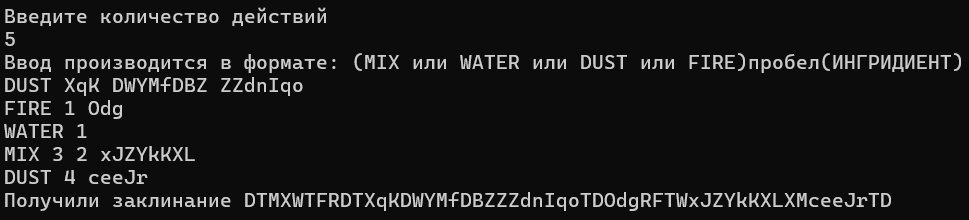 Введите количество действий
5
Ввод производится в формате: (MIX или WATER или DUST или FIRE)пробел(ИНГРИДИЕНТ)
DUST XqK DWYMfDBZ ZZdnIqo
FIRE 1 Odg
WATER 1
MIX 3 2 xJZYkKXL
DUST 4 ceeJr
Получили заклинание DTMXWTFRDTXqKDWYMfDBZZZdnIqoTDOdgRFTWxJZYkKXLXMceeJrTD